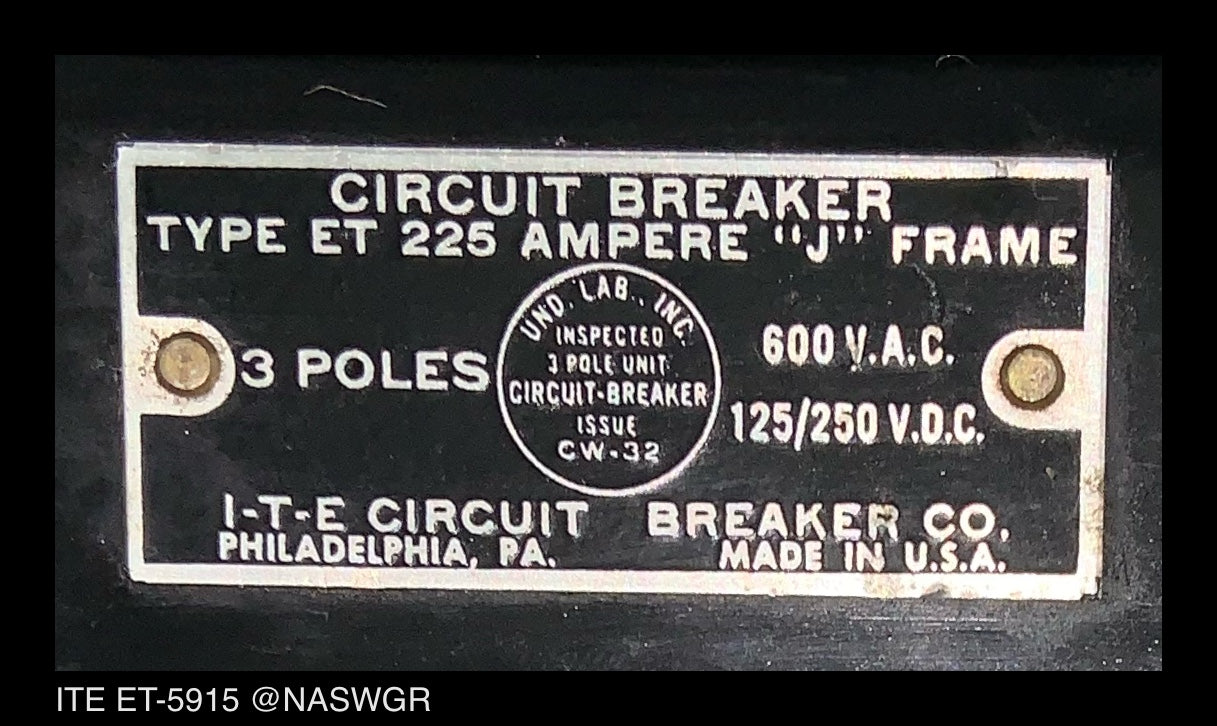 CIRCUIT BREAKER
TYPE ET 225 AMPERE "J" FRAME
3 POLES
UND. LAB., INC.
INSPECTED
3 POLE UNIT
CIRCUIT-BREAKER
ISSUE
CW-32
600 V.A.C.
125/250 V.D.C.
I-T-E CIRCUIT BREAKER CO.
PHILADELPHIA, PA. MADE IN U.S.A.
ITE ET-5915 @NASWGR